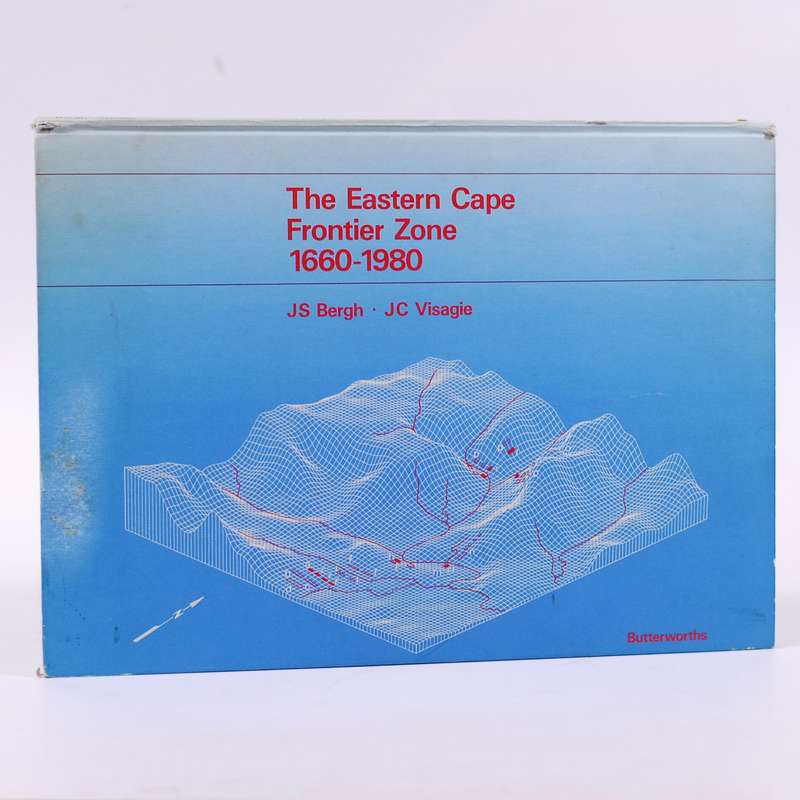 The Eastern Cape
Frontier Zone
1660-1980
JS Bergh · JC Visagie
Z
Butterworths